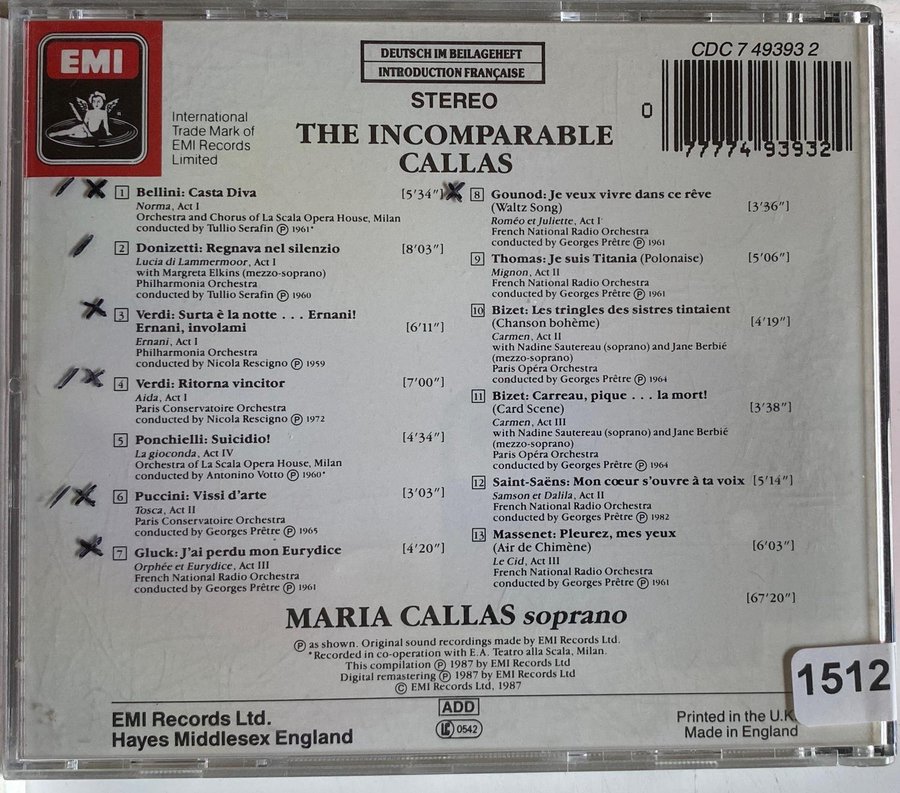 EMI
International
Trade Mark of
EMI Records
Limited
DEUTSCH IM BEILAGEHEFT
INTRODUCTION FRANÇAISE
STEREO
THE INCOMPARABLE
CALLAS
CDC 7 49393 2
0 77774 93932
1 Bellini: Casta Diva [5'34"]
Norma, Act I
Orchestra and Chorus of La Scala Opera House, Milan
conducted by Tullio Serafin Ⓟ 1961*
2 Donizetti: Regnava nel silenzio [8'03"]
Lucia di Lammermoor, Act I
with Margreta Elkins (mezzo-soprano)
Philharmonia Orchestra
conducted by Tullio Serafin Ⓟ 1960
3 Verdi: Surta è la notte . . . Ernani!
Ernani, involami [6'11"]
Ernani, Act I
Philharmonia Orchestra
conducted by Nicola Rescigno Ⓟ 1959
4 Verdi: Ritorna vincitor [7'00"]
Aida, Act I
Paris Conservatoire Orchestra
conducted by Nicola Rescigno Ⓟ 1972
5 Ponchielli: Suicidio! [4'34"]
La gioconda, Act IV
Orchestra of La Scala Opera House, Milan
conducted by Antonino Votto Ⓟ 1960*
6 Puccini: Vissi d'arte [3'03"]
Tosca, Act II
Paris Conservatoire Orchestra
conducted by Georges Prêtre Ⓟ 1965
7 Gluck: J'ai perdu mon Eurydice [4'20"]
Orphée et Eurydice, Act III
French National Radio Orchestra
conducted by Georges Prêtre Ⓟ 1961
8 Gounod: Je veux vivre dans ce rêve
(Waltz Song) [3'36"]
Roméo et Juliette, Act I
French National Radio Orchestra
conducted by Georges Prêtre Ⓟ 1961
9 Thomas: Je suis Titania (Polonaise) [5'06"]
Mignon, Act II
French National Radio Orchestra
conducted by Georges Prêtre Ⓟ 1961
10 Bizet: Les tringles des sistres tintaient
(Chanson bohème) [4'19"]
Carmen, Act II
with Nadine Sautereau (soprano) and Jane Berbié
(mezzo-soprano)
Paris Opéra Orchestra
conducted by Georges Prêtre Ⓟ 1964
11 Bizet: Carreau, pique . . . la mort!
(Card Scene) [3'38"]
Carmen, Act III
with Nadine Sautereau (soprano) and Jane Berbié
(mezzo-soprano)
Paris Opéra Orchestra
conducted by Georges Prêtre Ⓟ 1964
12 Saint-Saëns: Mon cœur s'ouvre à ta voix [5'14"]
Samson et Dalila, Act II
French National Radio Orchestra
conducted by Georges Prêtre Ⓟ 1982
13 Massenet: Pleurez, mes yeux
(Air de Chimène) [6'03"]
Le Cid, Act III
French National Radio Orchestra
conducted by Georges Prêtre Ⓟ 1961
[67'20"]
MARIA CALLAS soprano
Ⓟ as shown. Original sound recordings made by EMI Records Ltd.
*Recorded in co-operation with E.A. Teatro alla Scala, Milan.
This compilation Ⓟ 1987 by EMI Records Ltd
Digital remastering Ⓟ 1987 by EMI Records Ltd
© EMI Records Ltd, 1987
EMI Records Ltd.
Hayes Middlesex England
ADD
LC 0542
Printed in the U.K.
Made in England
1512